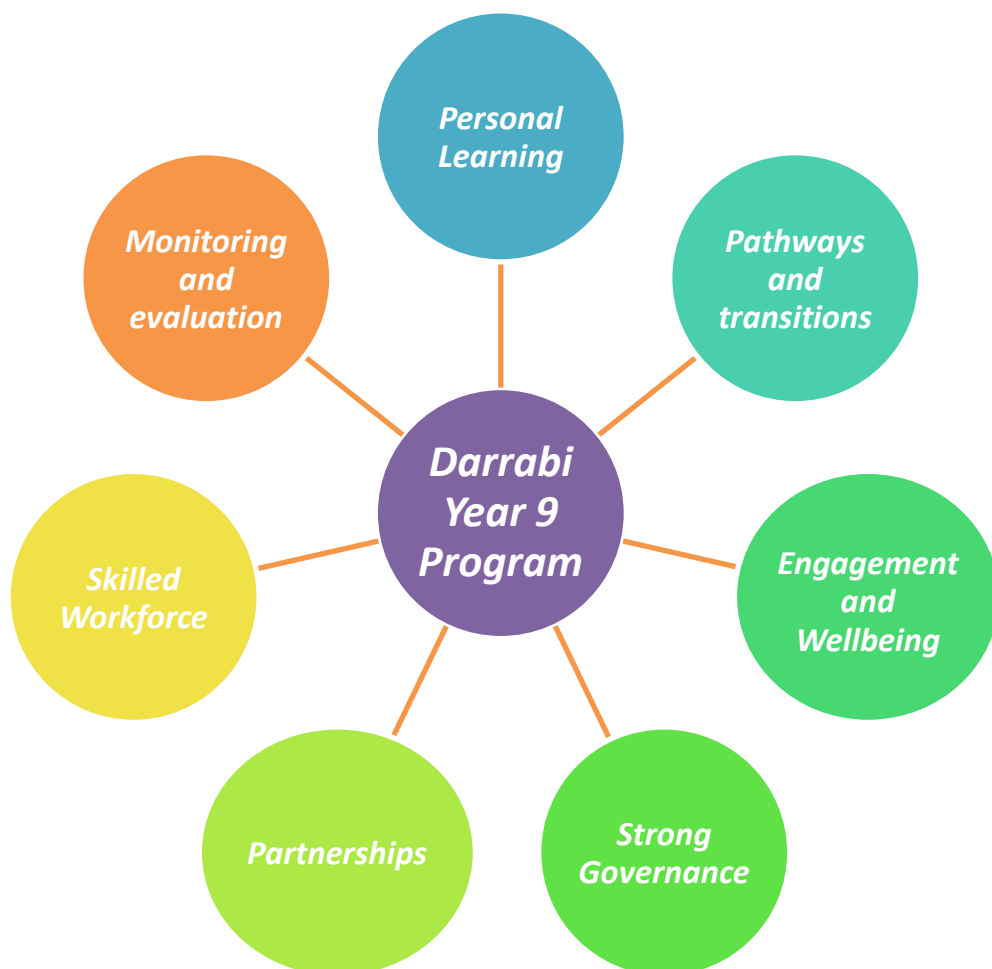 Personal
Learning
Pathways
and
transitions
Engagement
and
Wellbeing
Strong
Governance
Partnerships
Skilled
Workforce
Monitoring
and
evaluation
Darrabi
Year 9
Program